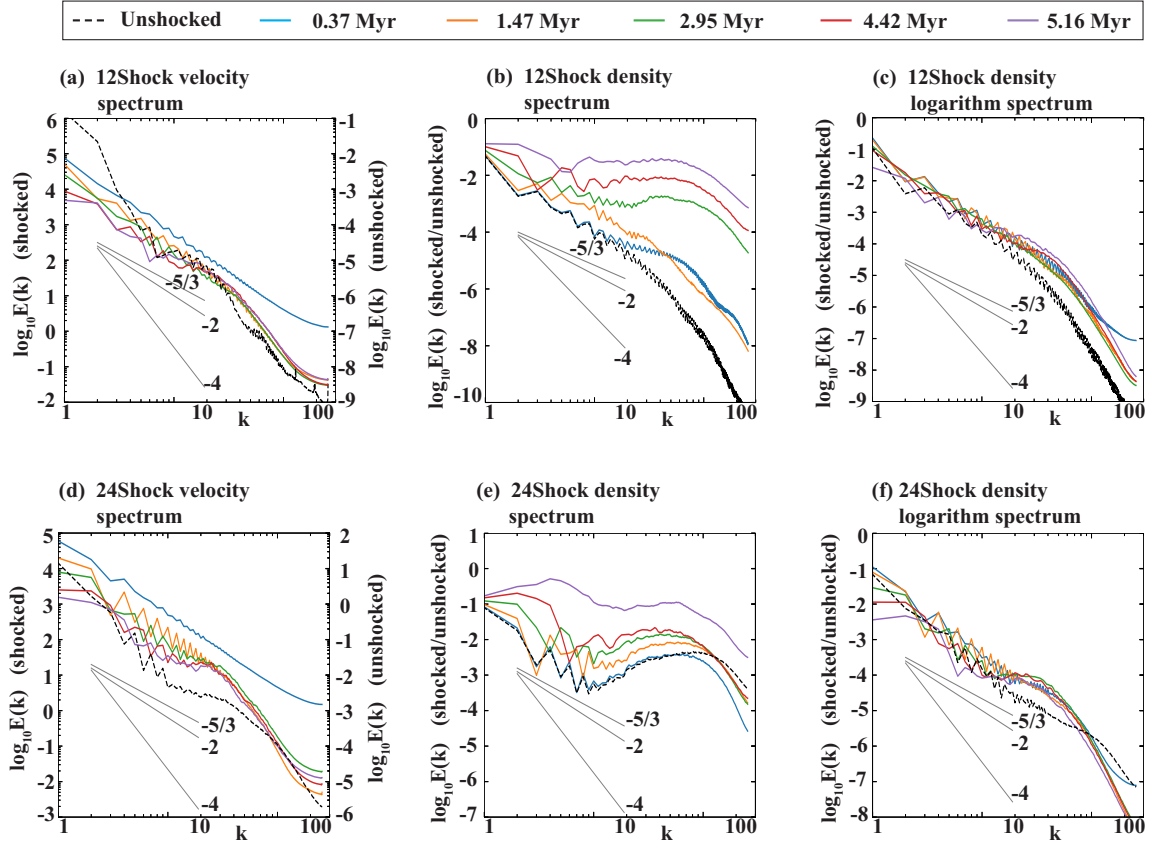 Unshocked 0.37 Myr 1.47 Myr 2.95 Myr 4.42 Myr 5.16 Myr
(a) 12Shock velocity
spectrum
6
5
4
3
2
1
0
-1
-2
-1
-2
-3
-4
-5
-6
-7
-8
-9
log10E(k) (shocked)
log10E(k) (unshocked)
-5/3
-2
-4
1 10 100
k
(b) 12Shock density
spectrum
0
-2
-4
-6
-8
-10
log10E(k) (shocked/unshocked)
-5/3
-2
-4
1 10 100
k
(c) 12Shock density
logarithm spectrum
0
-1
-2
-3
-4
-5
-6
-7
-8
-9
log10E(k) (shocked/unshocked)
-5/3
-2
-4
1 10 100
k
(d) 24Shock velocity
spectrum
5
4
3
2
1
0
-1
-2
-3
2
1
0
-1
-2
-3
-4
-5
-6
log10E(k) (shocked)
log10E(k) (unshocked)
-5/3
-2
-4
1 10 100
k
(e) 24Shock density
spectrum
1
0
-1
-2
-3
-4
-5
-6
-7
log10E(k) (shocked/unshocked)
-5/3
-2
-4
1 10 100
k
(f) 24Shock density
logarithm spectrum
0
-1
-2
-3
-4
-5
-6
-7
-8
log10E(k) (shocked/unshocked)
-5/3
-2
-4
1 10 100
k